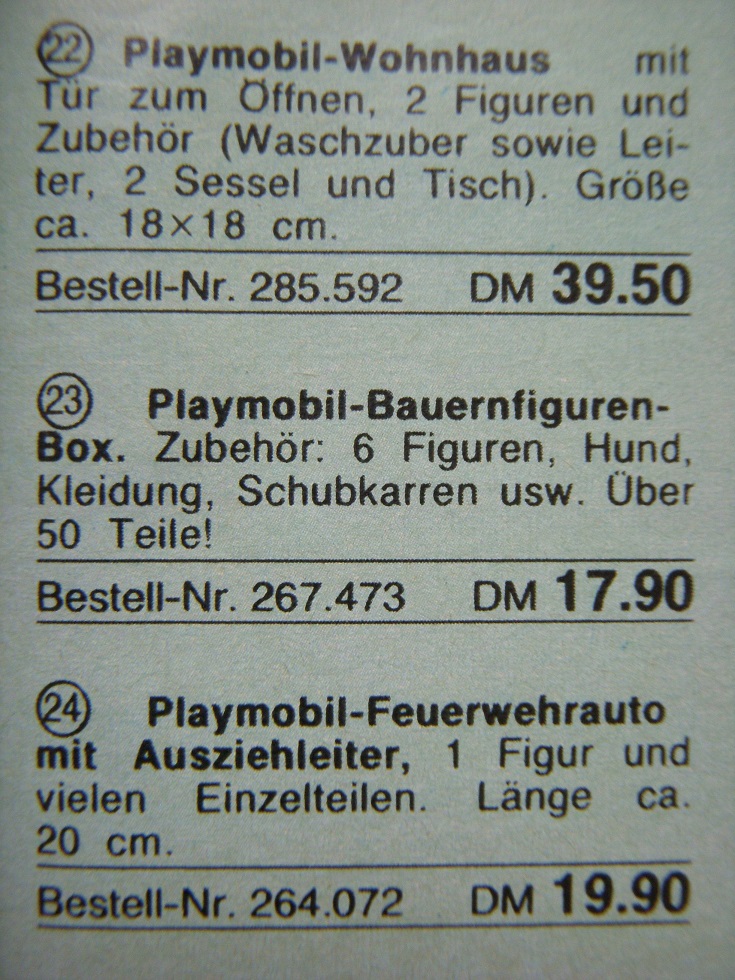 22 Playmobil-Wohnhaus mit
Tür zum Öffnen, 2 Figuren und
Zubehör (Waschzuber sowie Lei-
ter, 2 Sessel und Tisch). Größe
ca. 18×18 cm.
Bestell-Nr. 285.592 DM 39.50
23 Playmobil-Bauernfiguren-
Box. Zubehör: 6 Figuren, Hund,
Kleidung, Schubkarren usw. Über
50 Teile!
Bestell-Nr. 267.473 DM 17.90
24 Playmobil-Feuerwehrauto
mit Ausziehleiter, 1 Figur und
vielen Einzelteilen. Länge ca.
20 cm.
Bestell-Nr. 264.072 DM 19.90